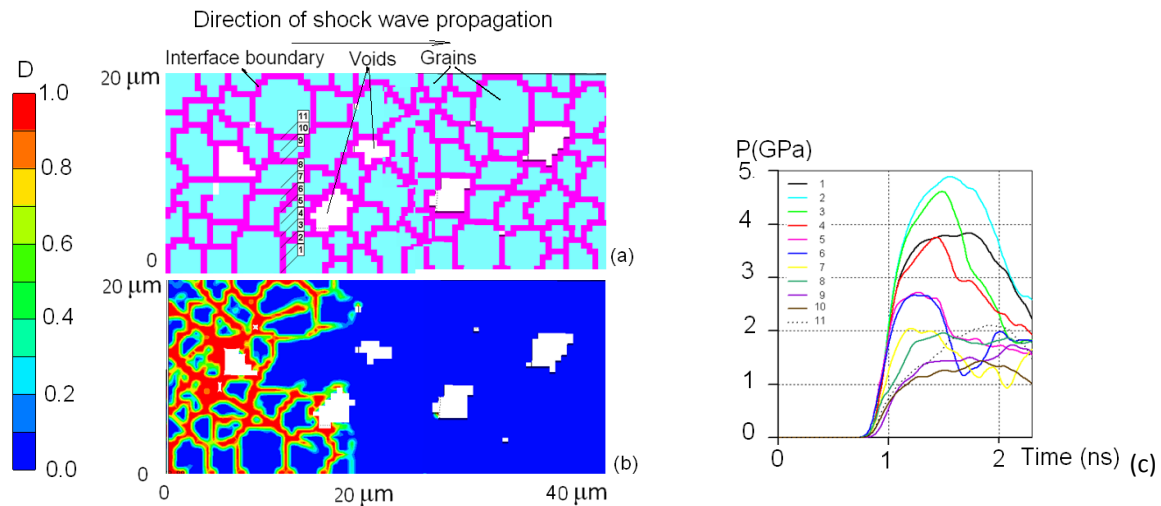 Direction of shock wave propagation
Interface boundary
Voids
Grains
D
1.0
0.8
0.6
0.4
0.2
0.0
20 μm
11
10
9
8
7
6
5
4
3
2
1
0
(a)
20 μm
0
(b)
0
20 μm
40 μm
P(GPa)
5.
4
3
2
1
0
1
2
3
4
5
6
7
8
9
10
11
0
1
2
Time (ns)
(c)